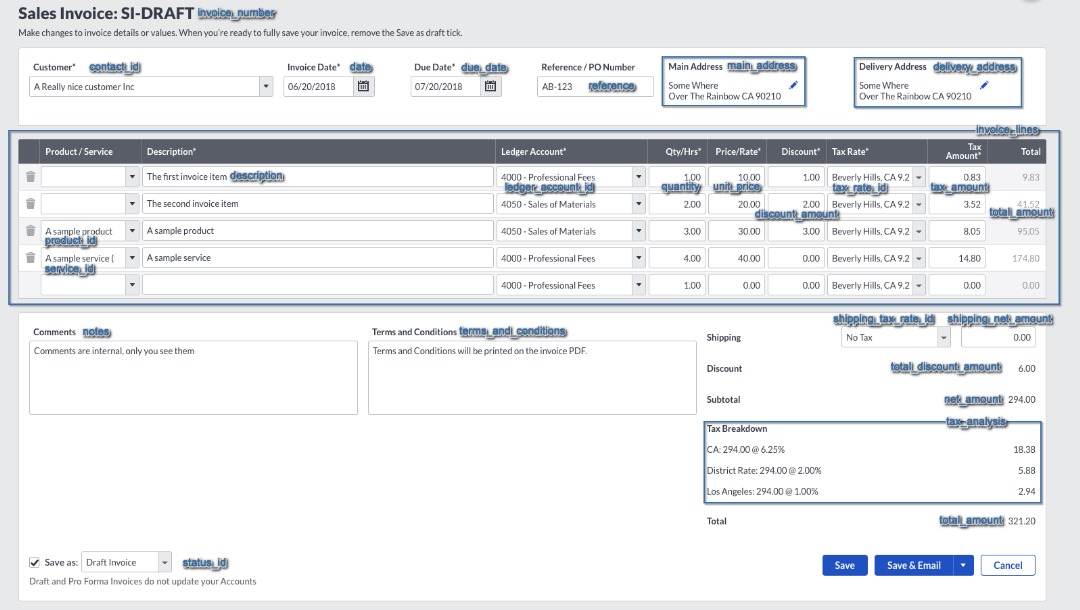 Sales Invoice: SI-DRAFT invoice_number
Make changes to invoice details or values. When you're ready to fully save your invoice, remove the Save as draft tick.
Customer* contact_id
Invoice Date* date
Due Date* due_date
Reference / PO Number
Main Address main_address
Delivery Address delivery_address
A Really nice customer Inc
06/20/2018
07/20/2018
AB-123 reference
Some Where
Over The Rainbow CA 90210
Some Where
Over The Rainbow CA 90210
invoice_lines
Product / Service Description* Ledger Account* Qty/Hrs* Price/Rate* Discount* Tax Rate* Tax Amount* Total
The first invoice item description 4000 - Professional Fees 1.00 10.00 1.00 Beverly Hills, CA 9.2 0.83 9.83
ledger_account_id quantity unit_price tax_rate_id tax_amount
The second invoice item 4050 - Sales of Materials 2.00 20.00 2.00 Beverly Hills, CA 9.2 3.52 41.52
discount_amount total_amount
A sample product A sample product 4050 - Sales of Materials 3.00 30.00 3.00 Beverly Hills, CA 9.2 8.05 95.05
product_id
A sample service ( A sample service 4000 - Professional Fees 4.00 40.00 0.00 Beverly Hills, CA 9.2 14.80 174.80
service_id
4000 - Professional Fees 1.00 0.00 0.00 Beverly Hills, CA 9.2 0.00 0.00
Comments notes
Comments are internal, only you see them
Terms and Conditions terms_and_conditions
Terms and Conditions will be printed on the invoice PDF.
shipping_tax_rate_id shipping_net_amount
Shipping No Tax 0.00
Discount total_discount_amount 6.00
Subtotal net_amount 294.00
tax_analysis
Tax Breakdown
CA: 294.00 @ 6.25% 18.38
District Rate: 294.00 @ 2.00% 5.88
Los Angeles: 294.00 @ 1.00% 2.94
Total total_amount 321.20
Save as: Draft Invoice status_id
Draft and Pro Forma Invoices do not update your Accounts
Save Save & Email Cancel